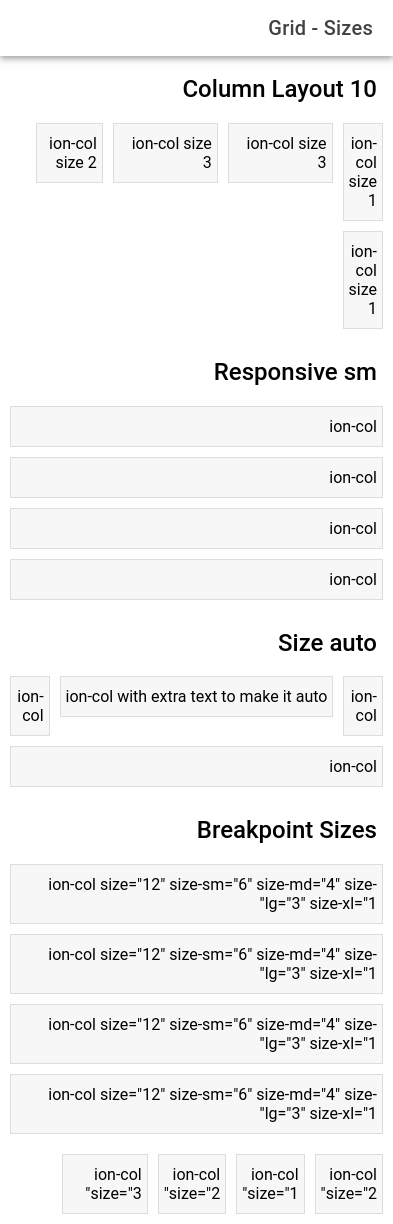 Grid - Sizes
Column Layout 10
ion-
col
size
1
ion-col size
3
ion-col size
3
ion-col
size 2
ion-
col
size
1
Responsive sm
ion-col
ion-col
ion-col
ion-col
Size auto
ion-
col
ion-col with extra text to make it auto
ion-
col
ion-col
Breakpoint Sizes
ion-col size="12" size-sm="6" size-md="4" size-
"lg="3" size-xl="1
ion-col size="12" size-sm="6" size-md="4" size-
"lg="3" size-xl="1
ion-col size="12" size-sm="6" size-md="4" size-
"lg="3" size-xl="1
ion-col size="12" size-sm="6" size-md="4" size-
"lg="3" size-xl="1
ion-col
"size="2
ion-col
"size="1
ion-col
"size="2
ion-col
"size="3